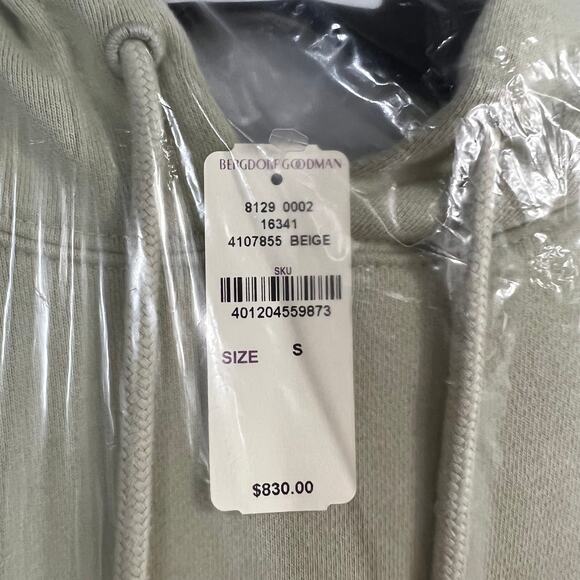 BERGDORF GOODMAN
8129 0002
16341
4107855 BEIGE
SKU
401204559873
SIZE S
$830.00